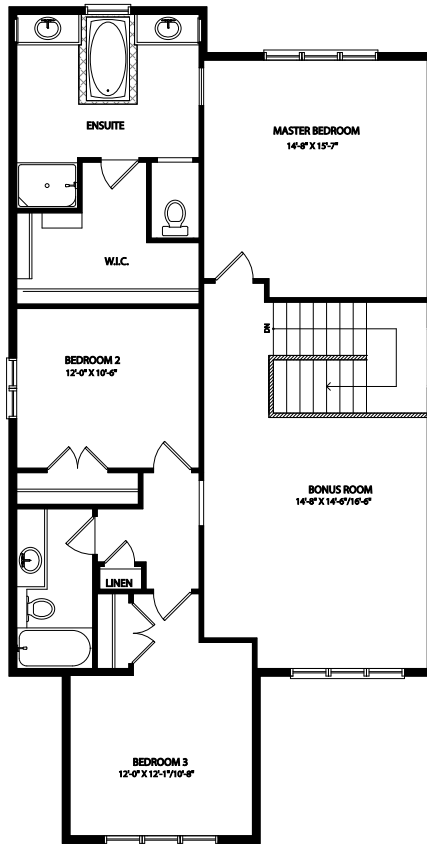 ENSUITE
MASTER BEDROOM
14'-8" X 15'-7"
W.I.C.
DN
BEDROOM 2
12'-0" X 10'-6"
BONUS ROOM
14'-8" X 14'-6"/16'-6"
LINEN
BEDROOM 3
12'-0" X 12'-1"/10'-8"